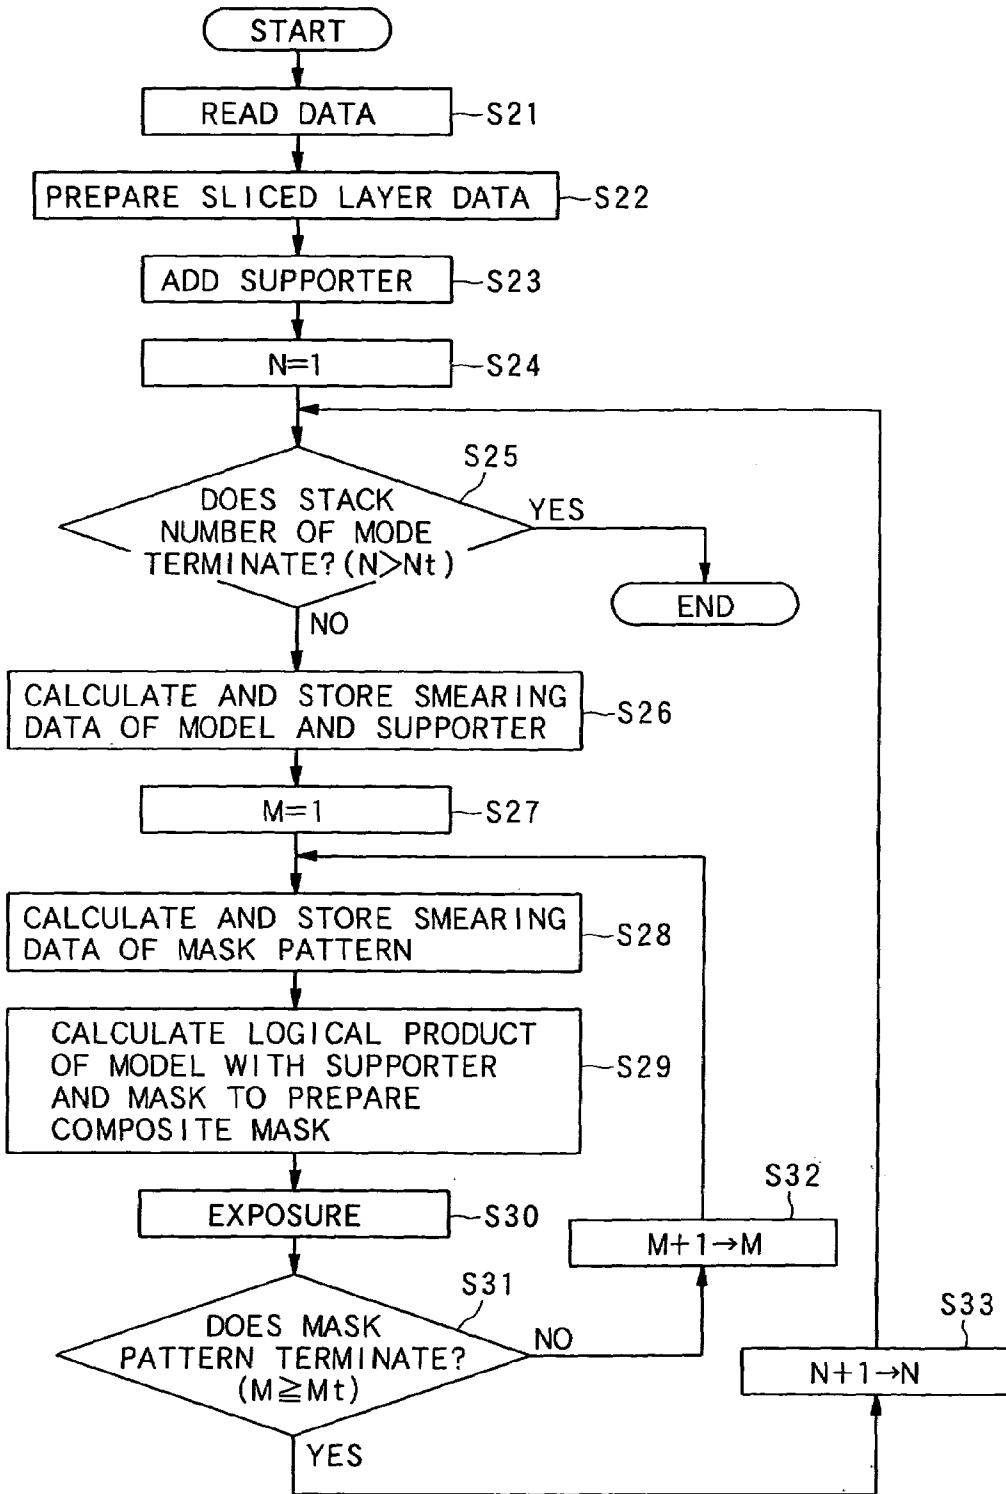 START
READ DATA
S21
PREPARE SLICED LAYER DATA
S22
ADD SUPPORTER
S23
N=1
S24
S25
DOES STACK
NUMBER OF MODE
TERMINATE? (N>Nt)
YES
END
NO
CALCULATE AND STORE SMEARING
DATA OF MODEL AND SUPPORTER
S26
M=1
S27
CALCULATE AND STORE SMEARING
DATA OF MASK PATTERN
S28
CALCULATE LOGICAL PRODUCT
OF MODEL WITH SUPPORTER
AND MASK TO PREPARE
COMPOSITE MASK
S29
EXPOSURE
S30
S32
M+1→M
S31
DOES MASK
PATTERN TERMINATE?
(M≧Mt)
NO
S33
N+1→N
YES